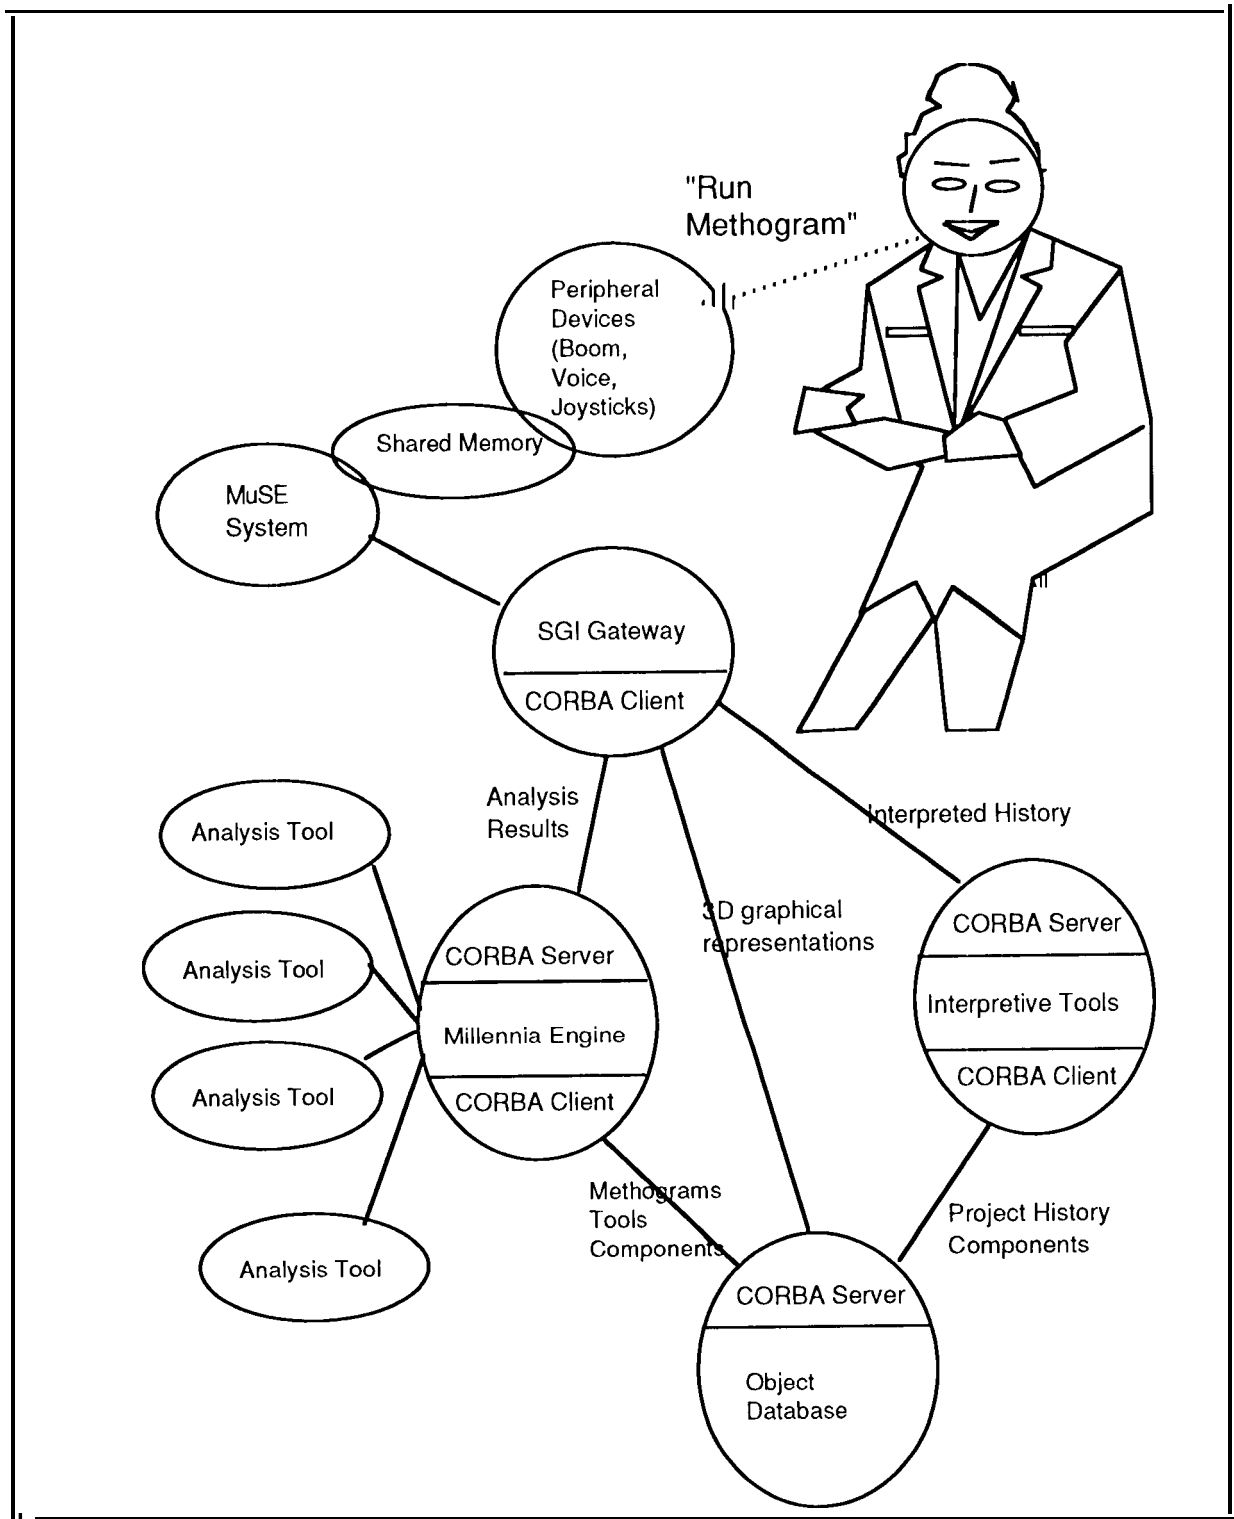 "Run
Methogram"
Peripheral
Devices
(Boom,
Voice,
Joysticks)
Shared Memory
MuSE
System
SGI Gateway
CORBA Client
Analysis
Results
Interpreted History
Analysis Tool
3D graphical
representations
CORBA Server
CORBA Server
Analysis Tool
Interpretive Tools
Millennia Engine
CORBA Client
Analysis Tool
CORBA Client
Methograms
Tools
Components
Project History
Components
Analysis Tool
CORBA Server
Object
Database